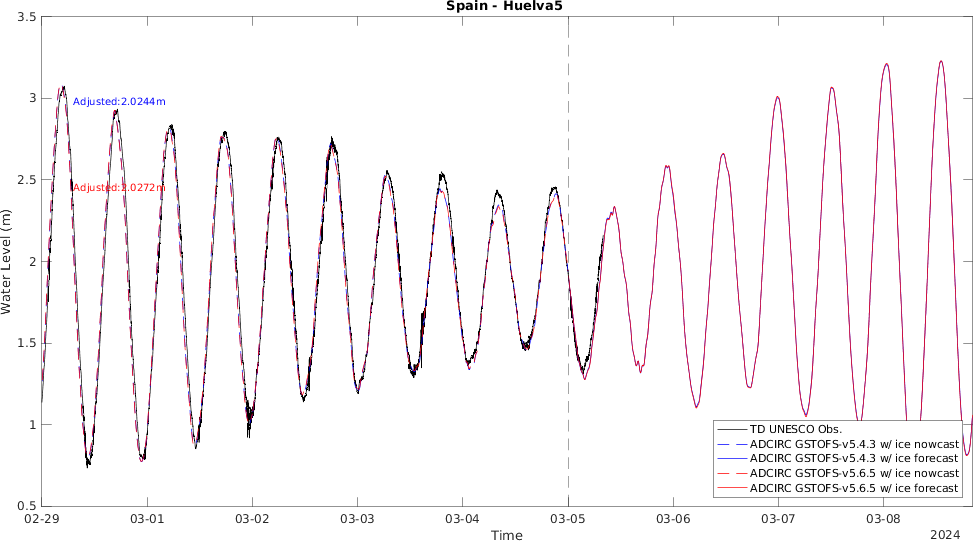 Spain - Huelva5
3.5
3
2.5
2
1.5
1
0.5
Water Level (m)
Adjusted:2.0244m
Adjusted:2.0272m
TD UNESCO Obs.
ADCIRC GSTOFS-v5.4.3 w/ ice nowcast
ADCIRC GSTOFS-v5.4.3 w/ ice forecast
ADCIRC GSTOFS-v5.6.5 w/ ice nowcast
ADCIRC GSTOFS-v5.6.5 w/ ice forecast
02-29 03-01 03-02 03-03 03-04 03-05 03-06 03-07 03-08
Time
2024